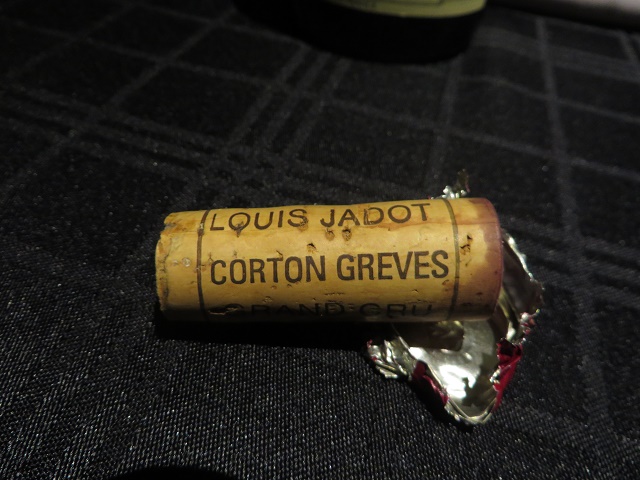 LOUIS JADOT
CORTON GREVES
GRAND CRU